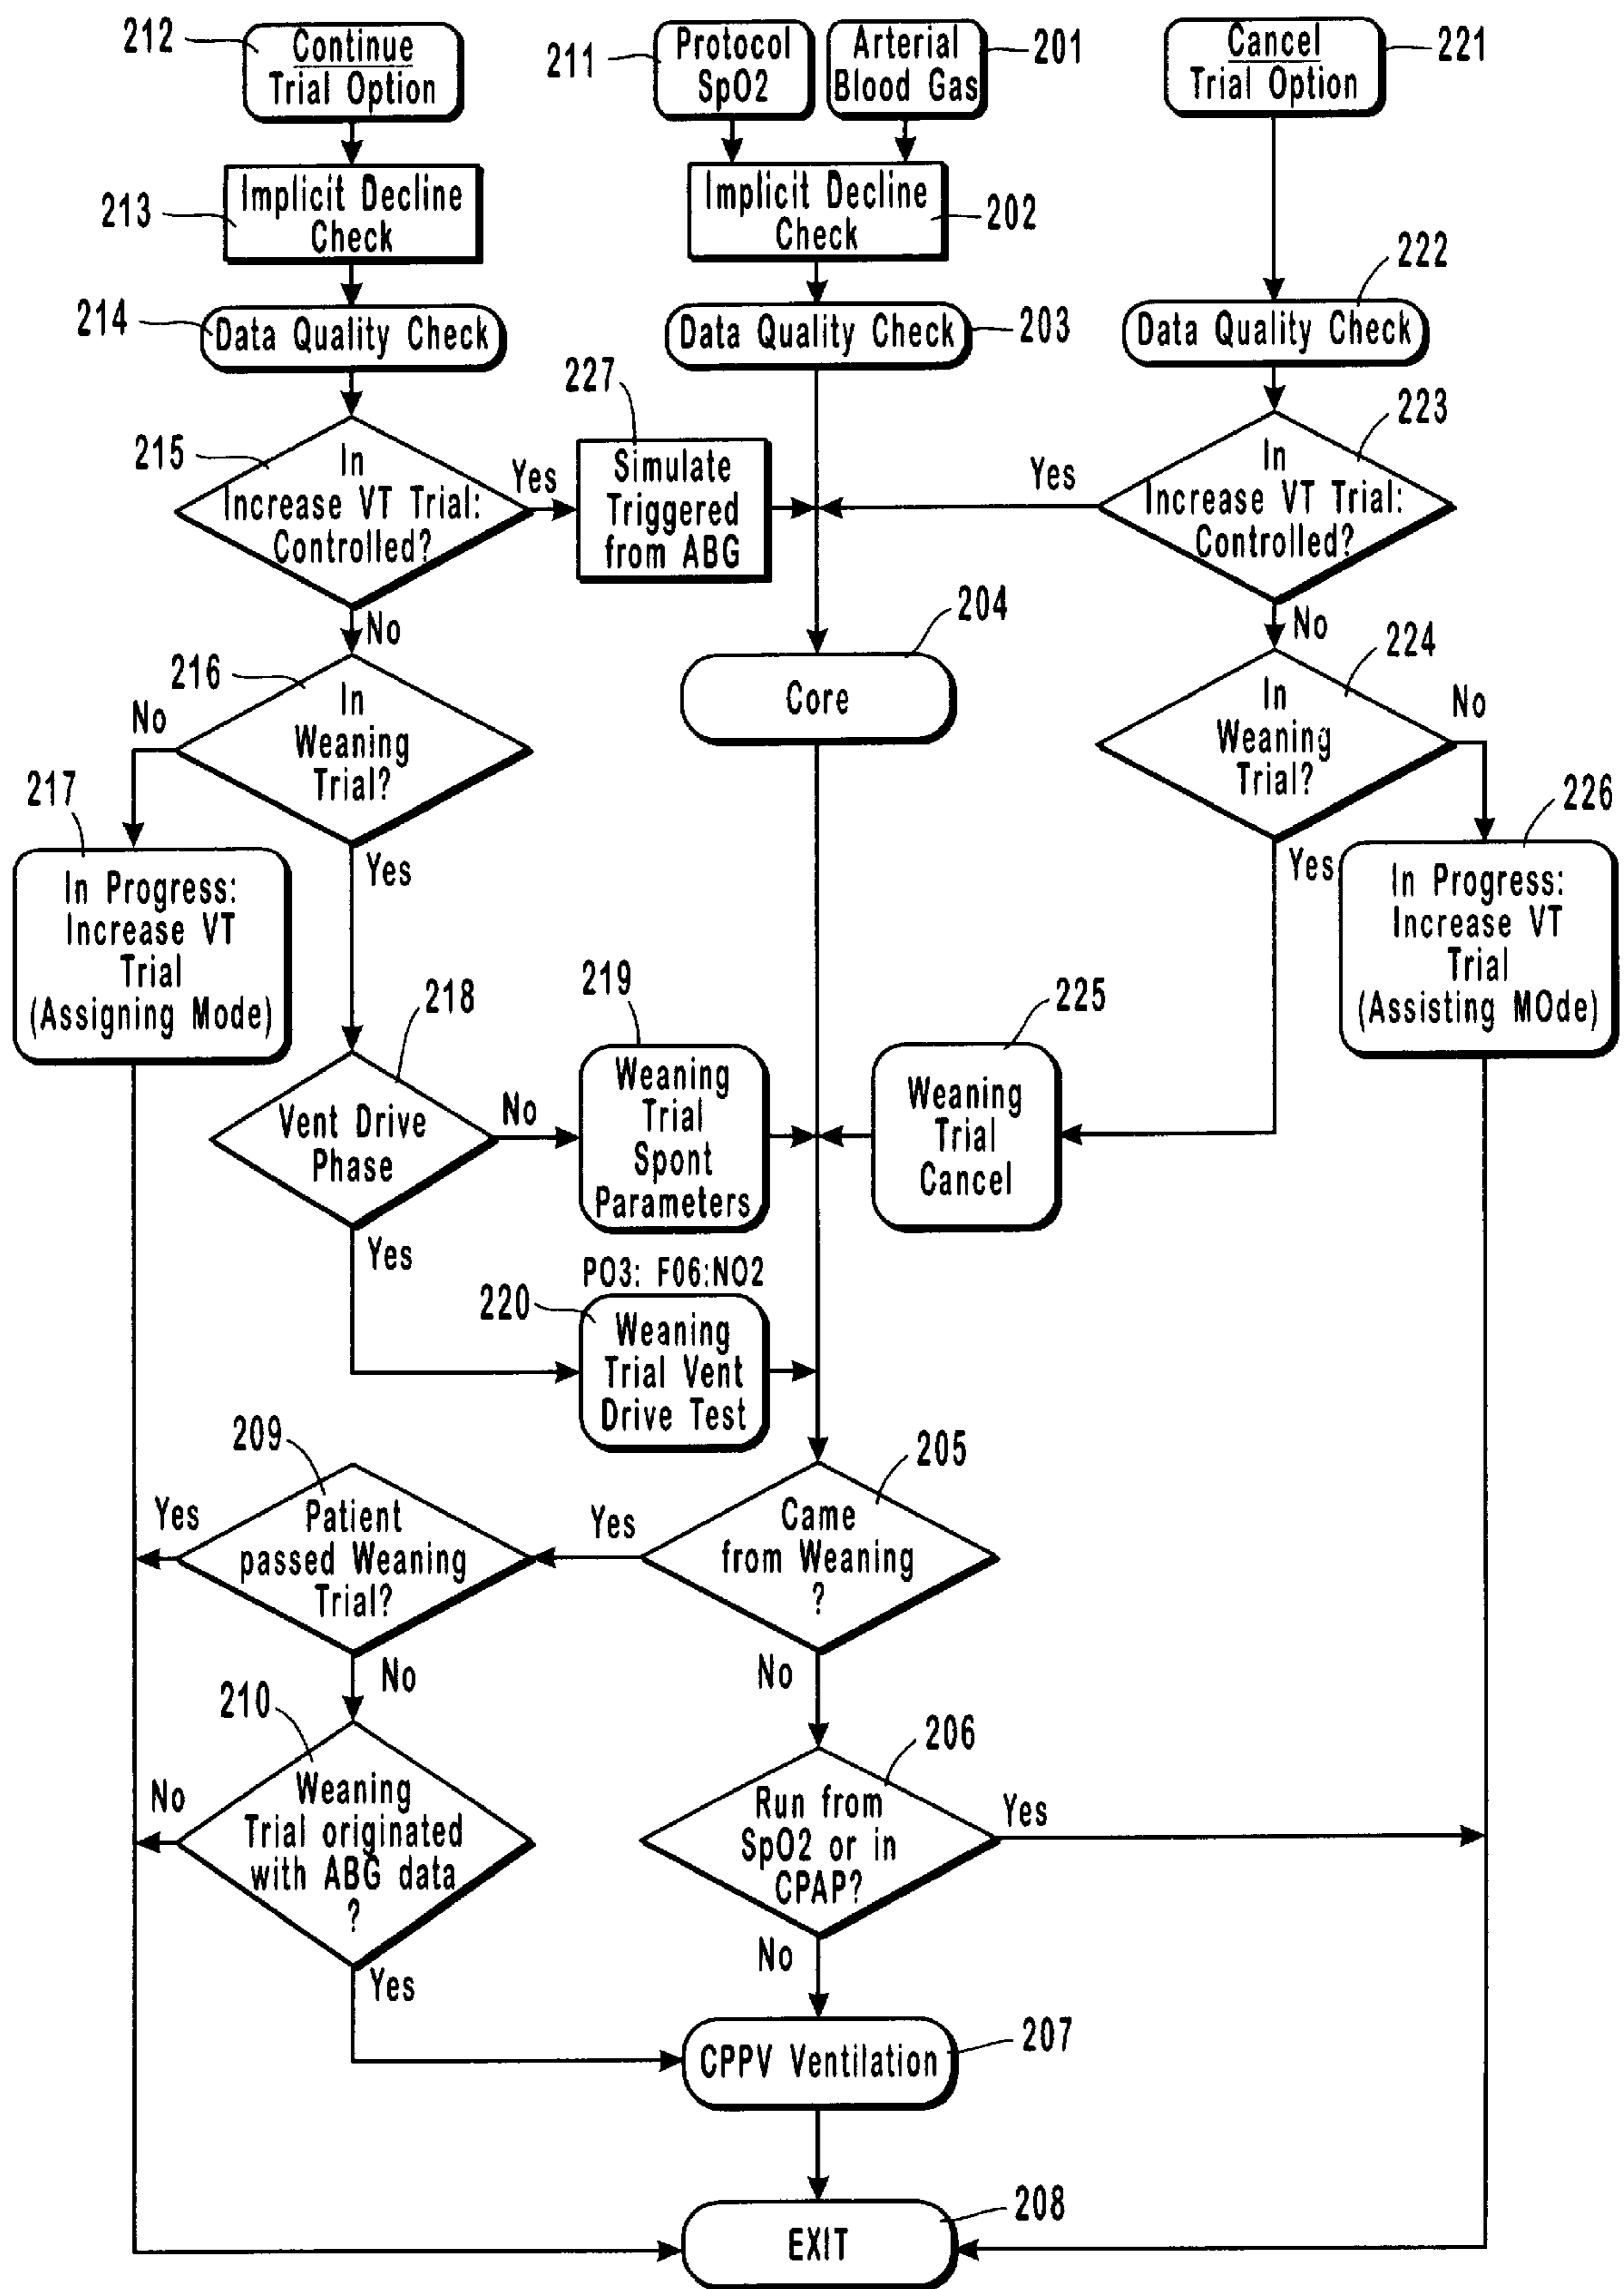 212
Continue
Trial Option
211
Protocol
SpO2
Arterial
Blood Gas
201
Cancel
Trial Option
221
213
Implicit Decline
Check
Implicit Decline
Check
202
214
Data Quality Check
Data Quality Check
203
222
Data Quality Check
215
In
Increase VT Trial:
Controlled?
Yes
No
227
Simulate
Triggered
from ABG
223
In
Increase VT Trial:
Controlled?
Yes
No
204
Core
216
In
Weaning
Trial?
No
Yes
224
In
Weaning
Trial?
No
Yes
217
In Progress:
Increase VT
Trial
(Assigning Mode)
226
In Progress:
Increase VT
Trial
(Assisting MOde)
218
Vent Drive
Phase
No
Yes
219
Weaning
Trial
Spont
Parameters
225
Weaning
Trial
Cancel
PO3: F06:NO2
220
Weaning
Trial Vent
Drive Test
209
Patient
passed Weaning
Trial?
Yes
No
205
Came
from Weaning
?
Yes
No
210
Weaning
Trial originated
with ABG data
?
No
Yes
206
Run from
SpO2 or in
CPAP?
Yes
No
CPPV Ventilation
207
EXIT
208